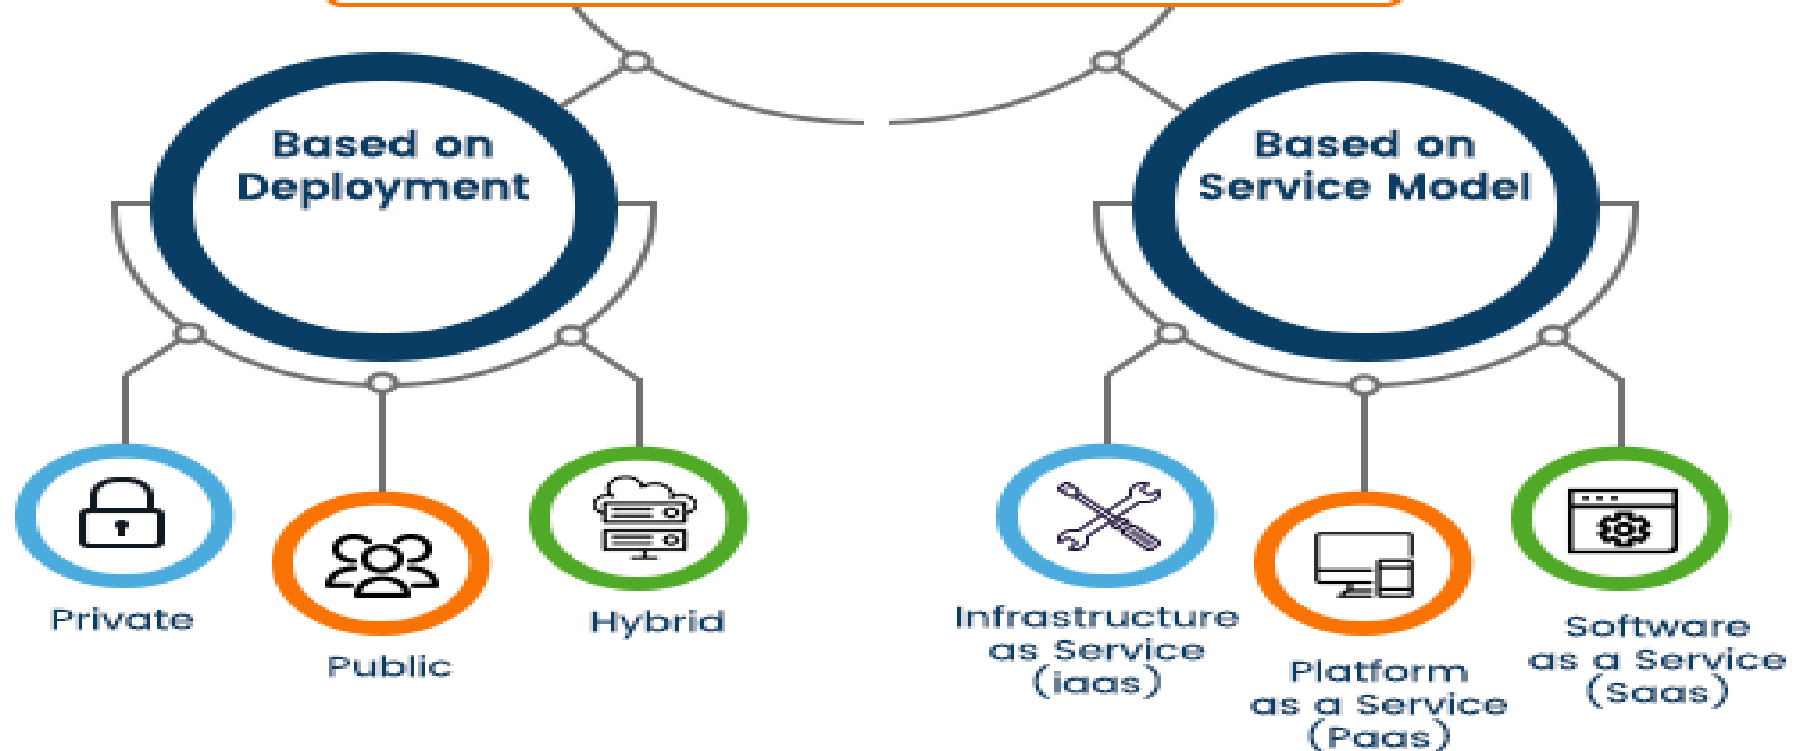 Based on
Deployment
Private
Public
Hybrid
Based on
Service Model
Infrastructure
as Service
(iaas)
Platform
as a Service
(Paas)
Software
as a Service
(Saas)